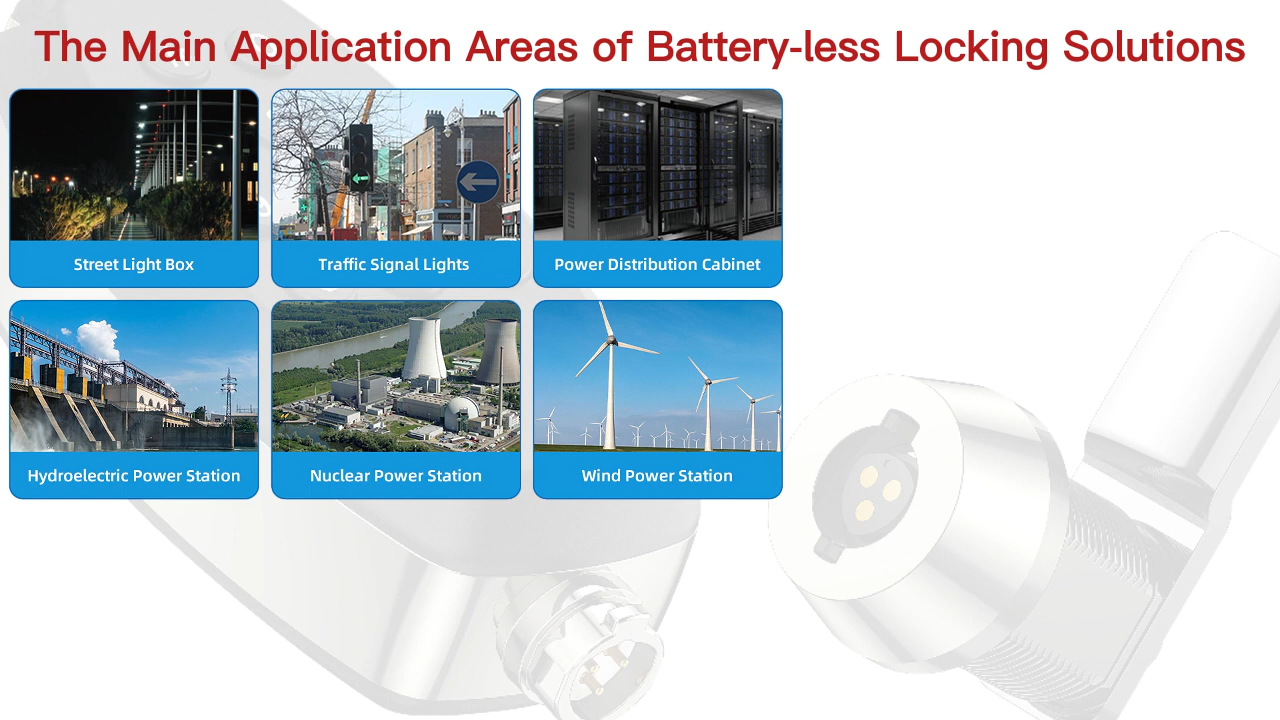 The Main Application Areas of Battery-less Locking Solutions
Street Light Box
Traffic Signal Lights
Power Distribution Cabinet
Hydroelectric Power Station
Nuclear Power Station
Wind Power Station